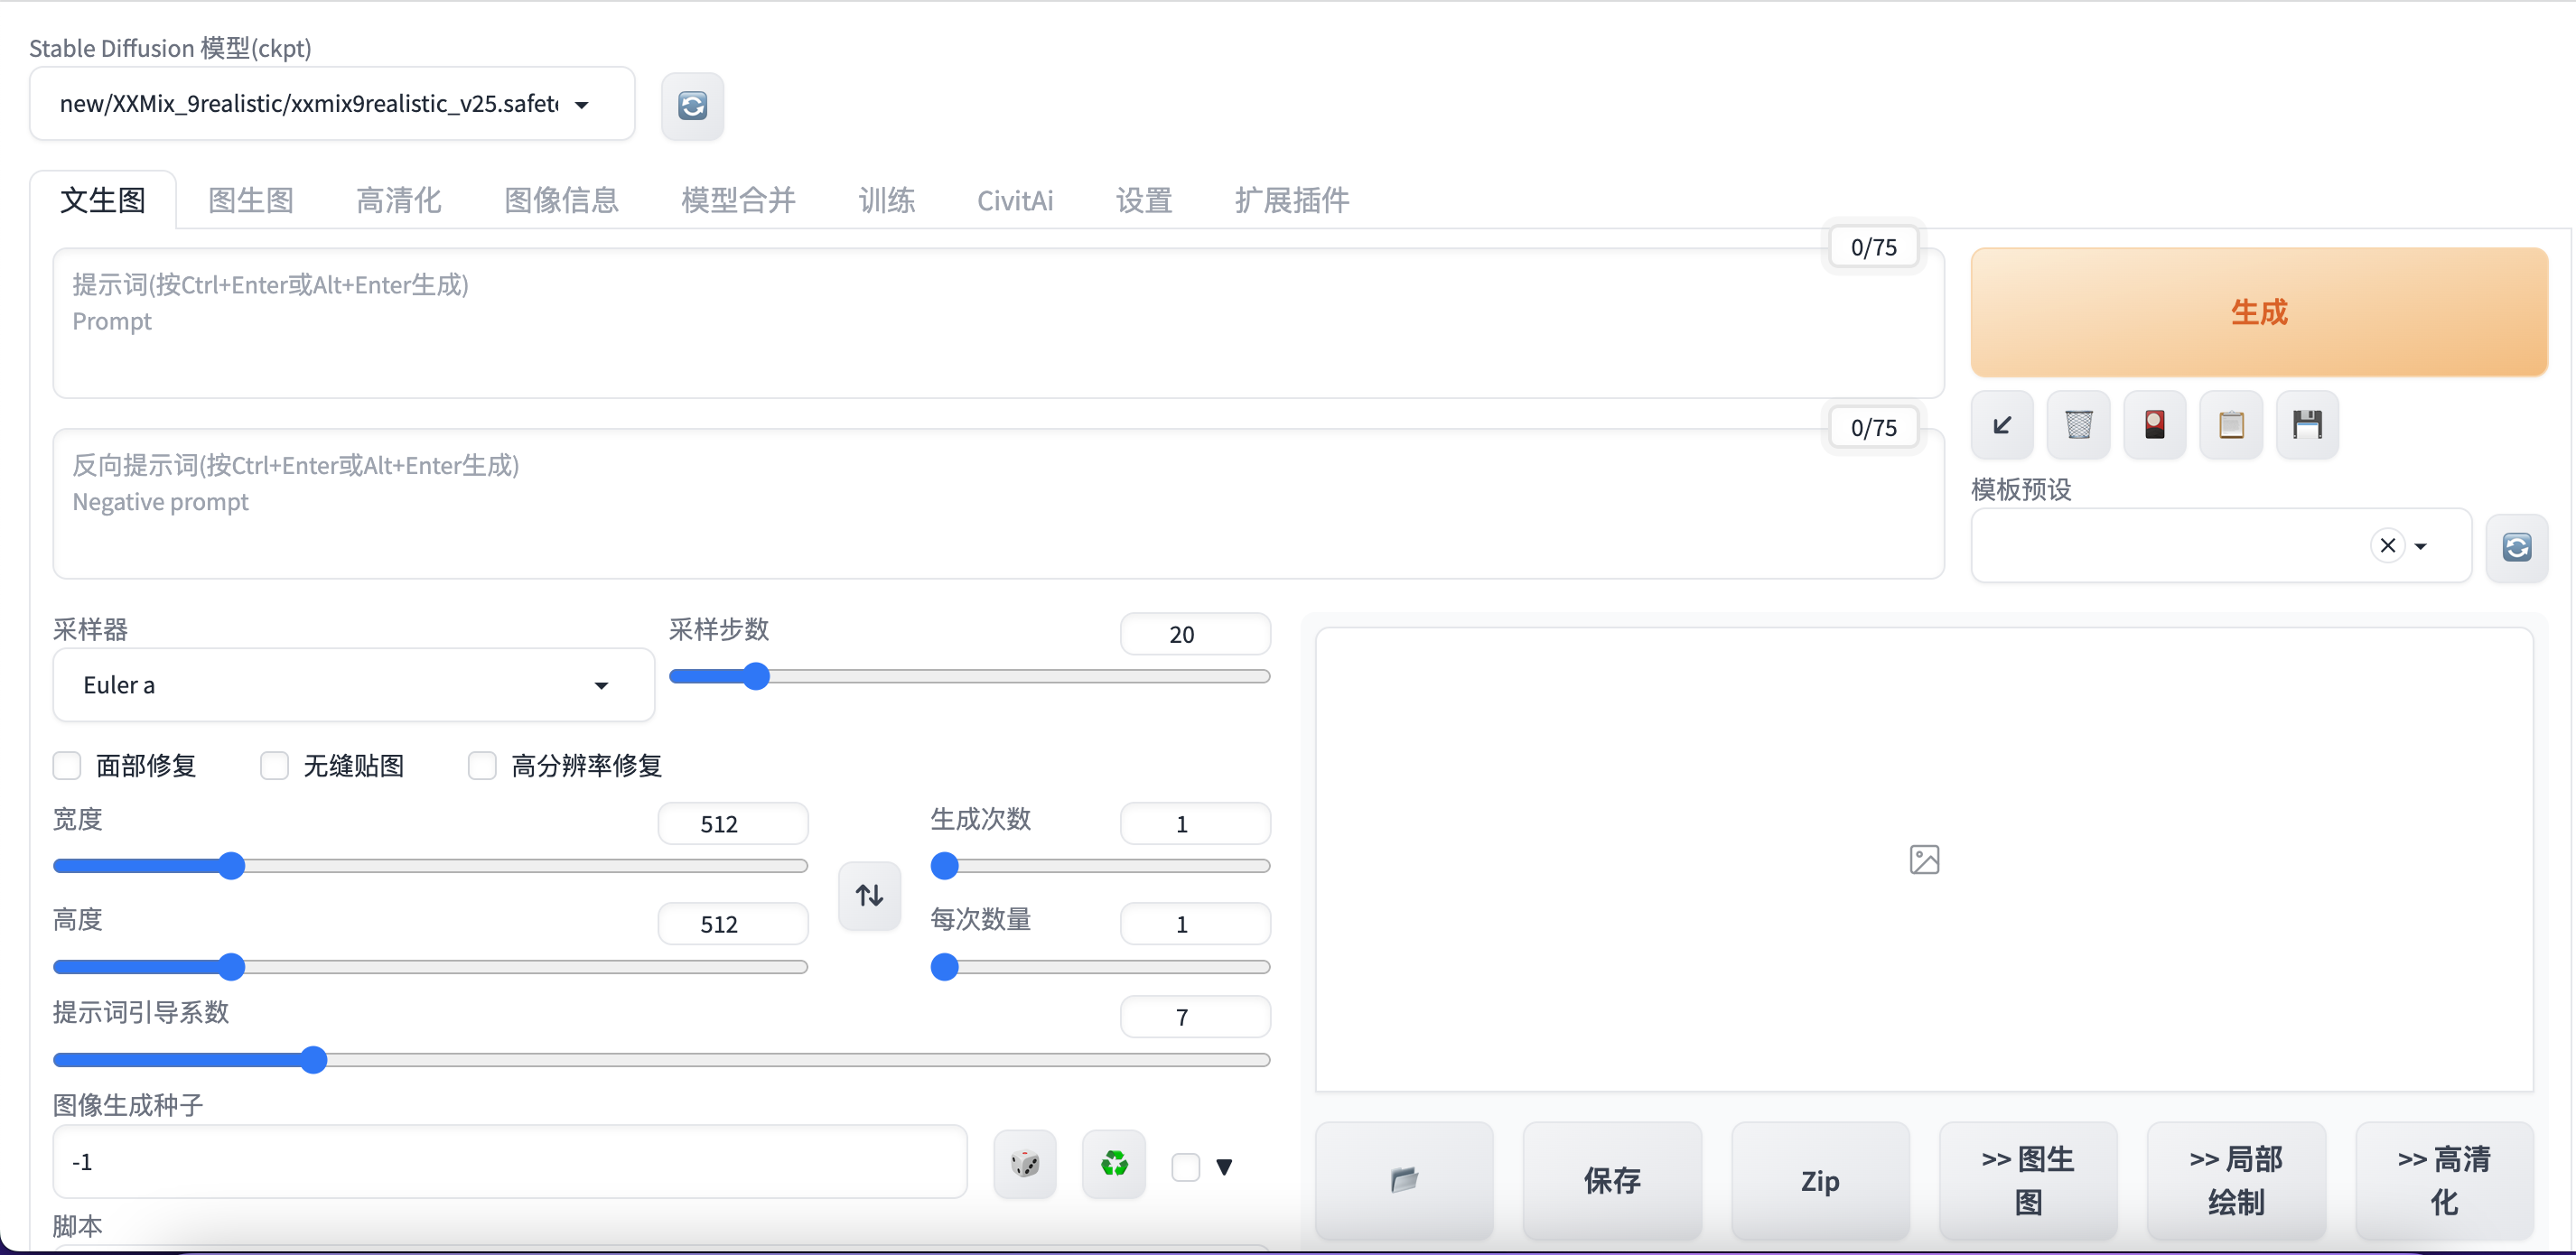 Stable Diffusion 模型(ckpt)
new/XXMix_9realistic/xxmix9realistic_v25.safet
文生图 图生图 高清化 图像信息 模型合并 训练 CivitAi 设置 扩展插件
0/75
提示词(按Ctrl+Enter或Alt+Enter生成)
Prompt
生成
0/75
反向提示词(按Ctrl+Enter或Alt+Enter生成)
Negative prompt
模板预设
采样器
Euler a
采样步数
20
面部修复 无缝贴图 高分辨率修复
宽度
512
生成次数
1
高度
512
每次数量
1
提示词引导系数
7
图像生成种子
-1
保存
Zip
>> 图生
图
>> 局部
绘制
>> 高清
化
脚本